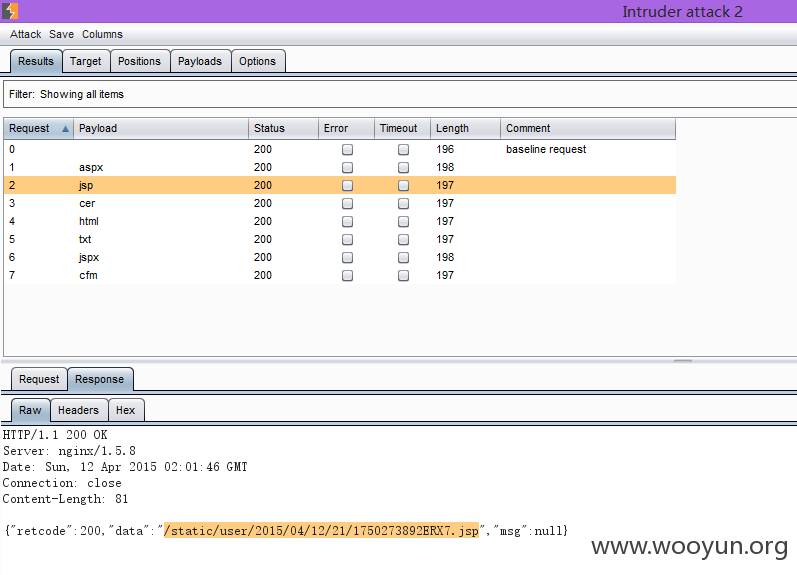 Intruder attack 2
Attack Save Columns
Results Target Positions Payloads Options
Filter: Showing all items
Request Payload Status Error Timeout Length Comment
0 200 196 baseline request
1 aspx 200 198
2 jsp 200 197
3 cer 200 197
4 html 200 197
5 txt 200 197
6 jspx 200 198
7 cfm 200 197
Request Response
Raw Headers Hex
HTTP/1.1 200 OK
Server: nginx/1.5.8
Date: Sun, 12 Apr 2015 02:01:46 GMT
Connection: close
Content-Length: 81
{"retcode":200,"data":"/static/user/2015/04/12/21/1750273892ERX7.jsp","msg":null}
www.wooyun.org